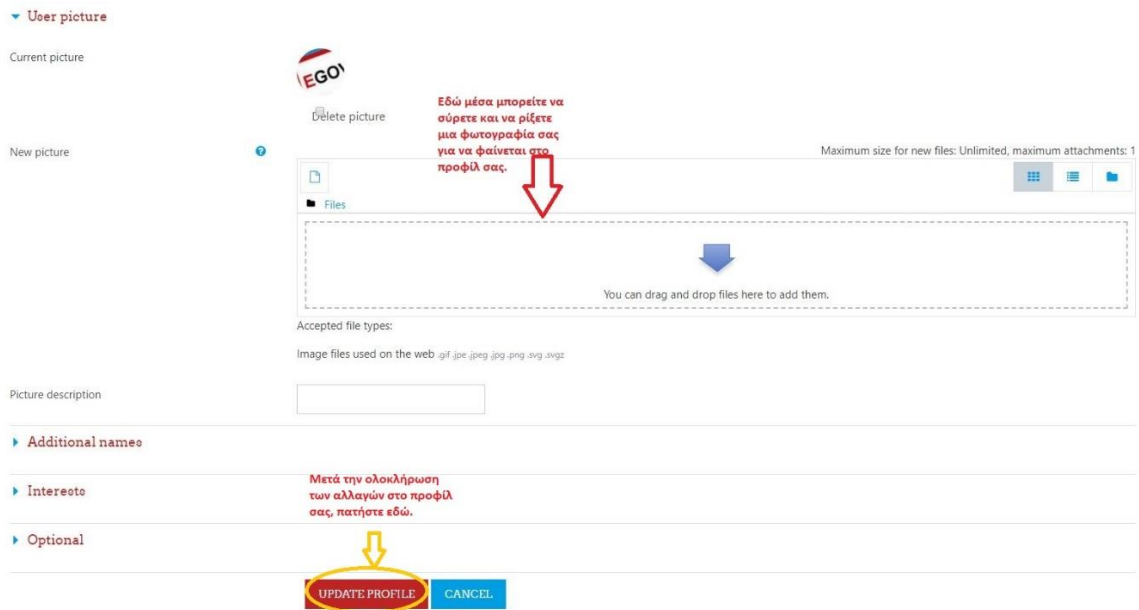 User picture
Current picture
EGOV
Delete picture
Εδώ μέσα μπορείτε να
σύρετε και να ρίξετε
μια φωτογραφία σας
για να φαίνεται στο
προφίλ σας.
New picture
Maximum size for new files: Unlimited, maximum attachments: 1
Files
You can drag and drop files here to add them.
Accepted file types:
Image files used on the web .gif .jpe .jpeg .jpg .png .svg .svgz
Picture description
Additional names
Interests
Μετά την ολοκλήρωση
των αλλαγών στο προφίλ
σας, πατήστε εδώ.
Optional
UPDATE PROFILE
CANCEL